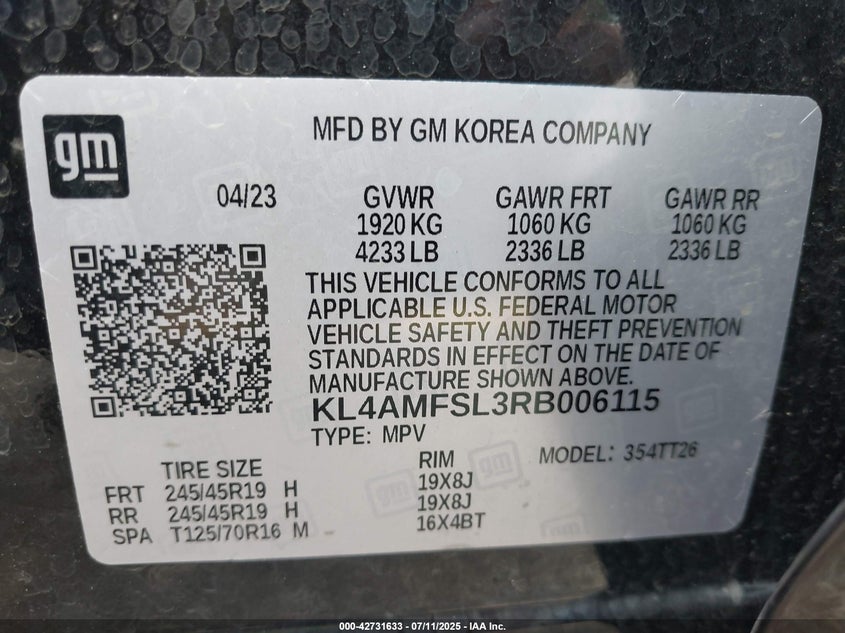 gm
MFD BY GM KOREA COMPANY
04/23 GVWR GAWR FRT GAWR RR
1920 KG 1060 KG 1060 KG
4233 LB 2336 LB 2336 LB
THIS VEHICLE CONFORMS TO ALL
APPLICABLE U.S. FEDERAL MOTOR
VEHICLE SAFETY AND THEFT PREVENTION
STANDARDS IN EFFECT ON THE DATE OF
MANUFACTURE SHOWN ABOVE.
KL4AMFSL3RB006115
TYPE: MPV MODEL: 354TT26
TIRE SIZE RIM
FRT 245/45R19 H 19X8J
RR 245/45R19 H 19X8J
SPA T125/70R16 M 16X4BT
000-42731633 - 07/11/2025 - IAA Inc.